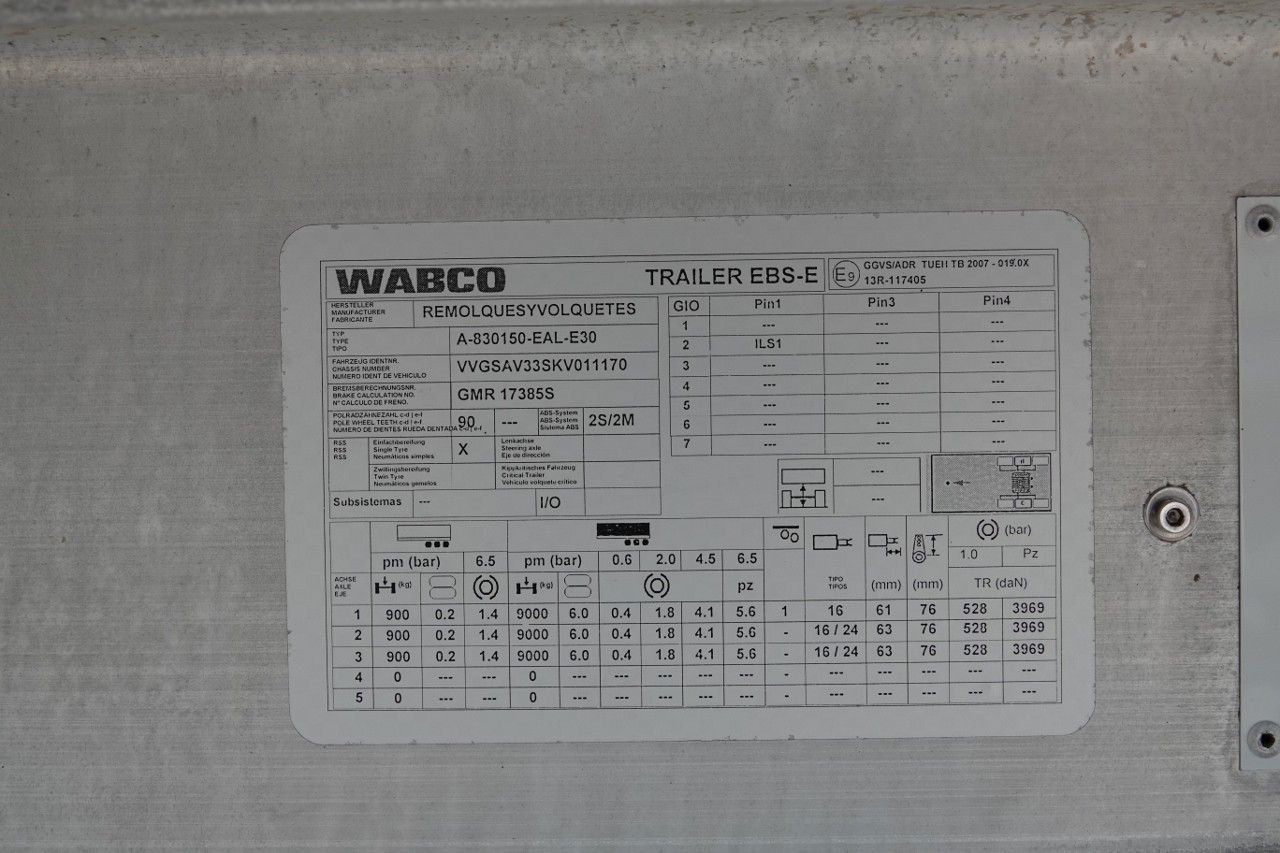 WABCO TRAILER EBS-E E9 GGVS/ADR TUEH TB 2007 - 019.0X
13R-117405
HERSTELLER
MANUFACTURER
FABRICANTE
REMOLQUESYVOLQUETES
TYP
TYPE
TIPO
A-830150-EAL-E30
FAHRZEUG IDENTNR.
CHASSIS NUMBER
NUMERO IDENT DE VEHICULO
VVGSAV33SKV011170
BREMSBERECHNUNGSNR.
BRAKE CALCULATION NO.
Nº CALCULO DE FRENO.
GMR 17385S
POLRADZÄHNEZAHL c-d | e-f
POLE WHEEL TEETH c-d | e-f
NUMERO DE DIENTES RUEDA DENTADA c-d | e-f
90 ---
ABS-System
ABS-System
Sistema ABS
2S/2M
RSS
RSS
RSS
Einfachbereifung
Single Tyre
Neumáticos simples
X
Lenkachse
Steering axle
Eje de dirección
Zwillingsbereifung
Twin Tyre
Neumáticos gemelos
Kippkritisches Fahrzeug
Critical Trailer
Vehículo volquete crítico
Subsistemas --- I/O
GIO Pin1 Pin3 Pin4
1 --- --- ---
2 ILS1 --- ---
3 --- --- ---
4 --- --- ---
5 --- --- ---
6 --- --- ---
7 --- --- ---
---
---
d
c
pm (bar) 6.5 pm (bar) 0.6 2.0 4.5 6.5 (bar)
1.0 Pz
ACHSE
AXLE
EJE
(kg) (kg) pz TIPO
TIPOS
(mm) (mm) TR (daN)
1 900 0.2 1.4 9000 6.0 0.4 1.8 4.1 5.6 1 16 61 76 528 3969
2 900 0.2 1.4 9000 6.0 0.4 1.8 4.1 5.6 - 16 / 24 63 76 528 3969
3 900 0.2 1.4 9000 6.0 0.4 1.8 4.1 5.6 - 16 / 24 63 76 528 3969
4 0 --- --- 0 --- --- --- --- --- - --- --- --- --- ---
5 0 --- --- 0 --- --- --- --- --- - --- --- --- --- ---